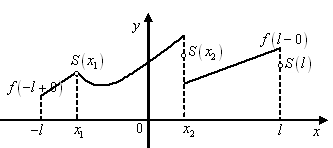 y
f(l−0)
S(x₁)
S(x₂)
S(l)
f(−l+0)
−l
x₁
0
x₂
l
x